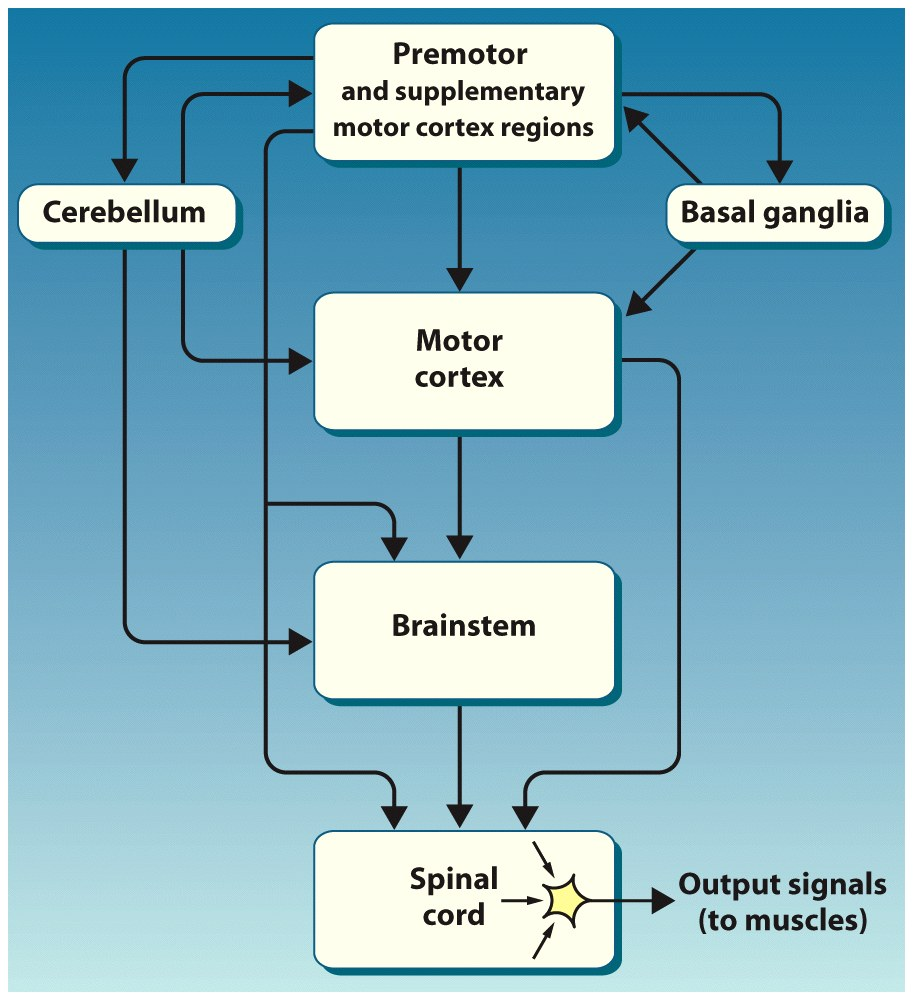 Premotor
and supplementary
motor cortex regions
Cerebellum
Basal ganglia
Motor
cortex
Brainstem
Spinal
cord
Output signals
(to muscles)